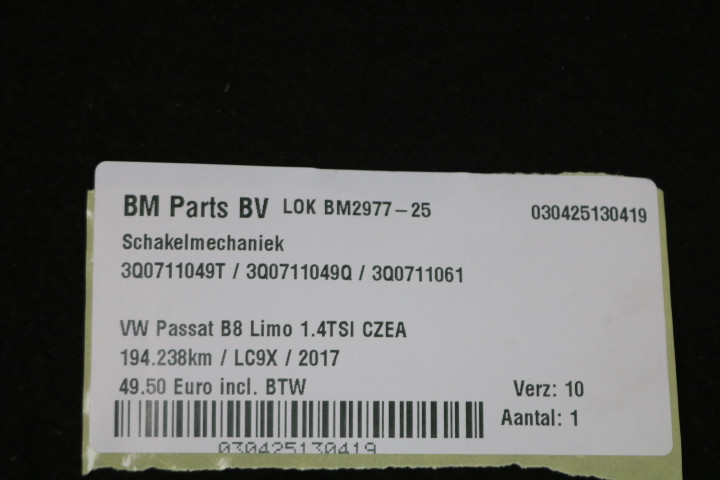 BM Parts BV LOK BM2977-25 030425130419
Schakelmechaniek
3Q0711049T / 3Q0711049Q / 3Q0711061
VW Passat B8 Limo 1.4TSI CZEA
194.238km / LC9X / 2017
49.50 Euro incl. BTW Verz: 10
Aantal: 1
030425130419